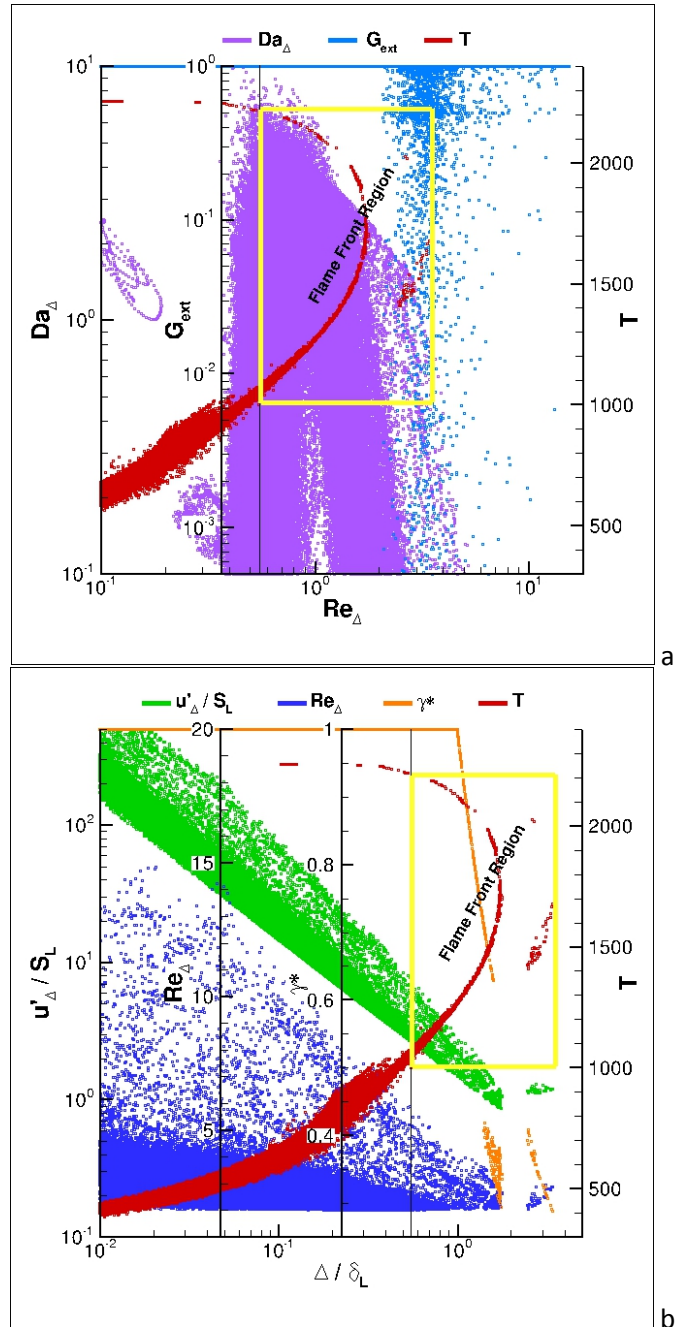 Da_Δ G_ext T
10^1 10^0
2000
10^-1
Flame Front Region
Da_Δ 10^0 G_ext 1500 T
10^-2 1000
10^-3 500
10^-1
10^-1 10^0 10^1
Re_Δ
a
u'_Δ / S_L Re_Δ γ* T
20 1
10^2 2000
15 0.8
Flame Front Region
u'_Δ / S_L 10^1 Re_Δ 10 γ* 0.6 1500 T
1000
10^0 5 0.4
500
10^-1
10^-2 10^-1 10^0
Δ / δ_L
b